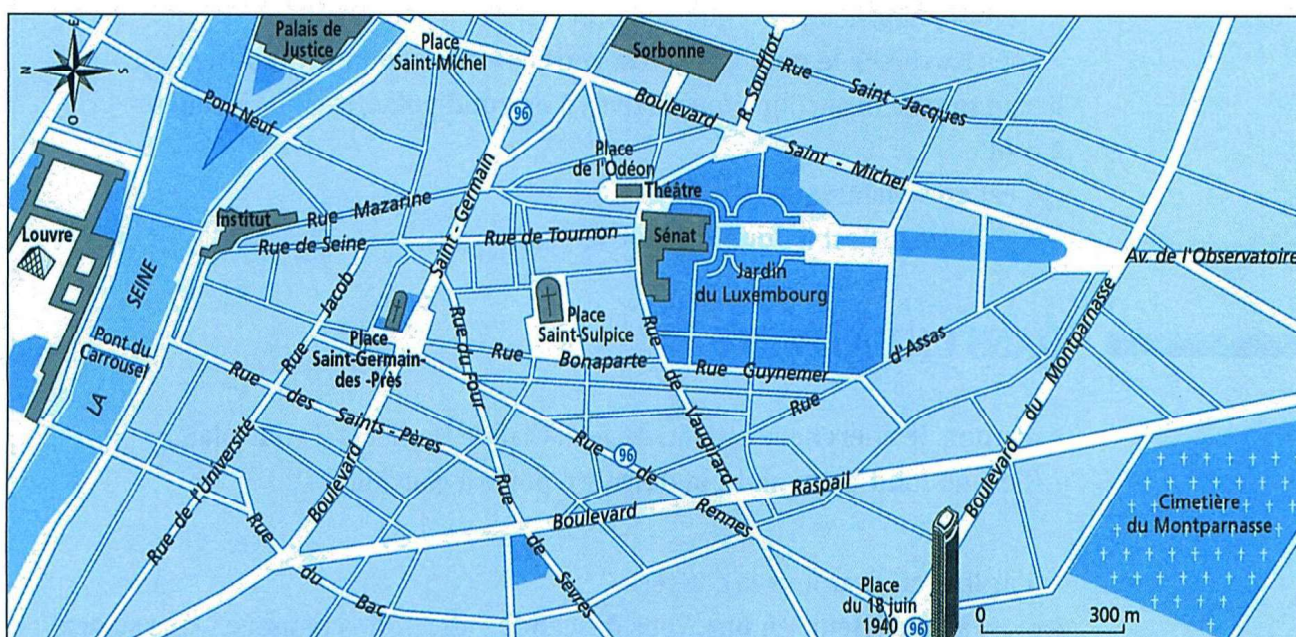 E
N
S
O
Palais de
Justice
Place
Saint-Michel
Sorbonne
R. Soufflot
Rue Saint - Jacques
Pont Neuf
96
Boulevard Saint - Michel
Place
de l'Odéon
Théâtre
Louvre
Institut
Rue Mazarine
Rue de Seine
Boulevard Saint - Germain
Rue de Tournon
Sénat
Jardin
du Luxembourg
Av. de l'Observatoire
LA SEINE
Pont du
Carrousel
Rue Jacob
Place
Saint-Germain-
des -Près
Rue du Four
Place
Saint-Sulpice
Rue Bonaparte
Rue Guynemer
Rue d'Assas
Boulevard du Montparnasse
Rue de Vaugirard
Rue des Saints - Pères
Rue de l'Université
Rue 96 de Rennes
Boulevard Raspail
Rue du Bac
Rue de Sèvres
Cimetière
du Montparnasse
Place
du 18 juin
1940 96
0 300 m